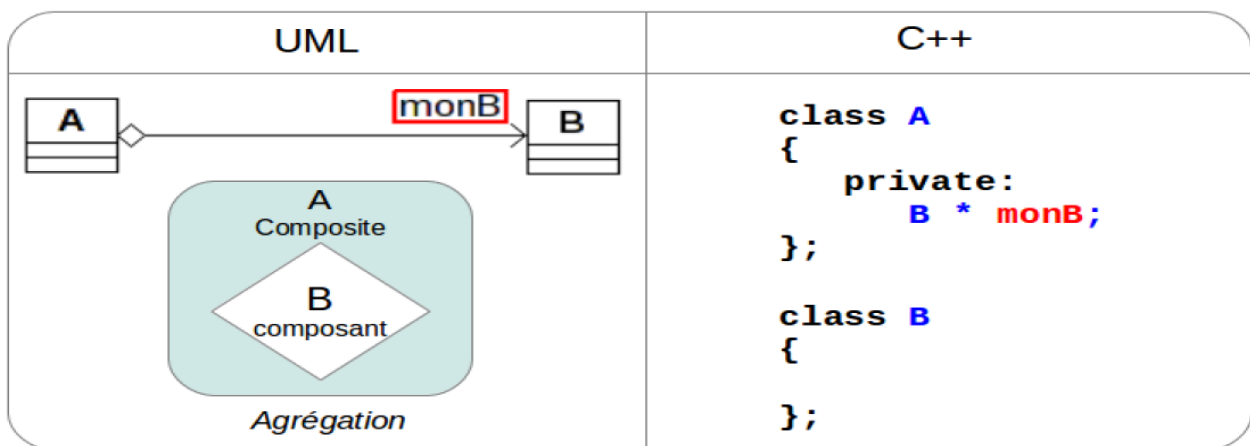 UML
C++
A
monB
B
A
Composite
B
composant
Agrégation
class A
{
private:
B * monB;
};
class B
{
};